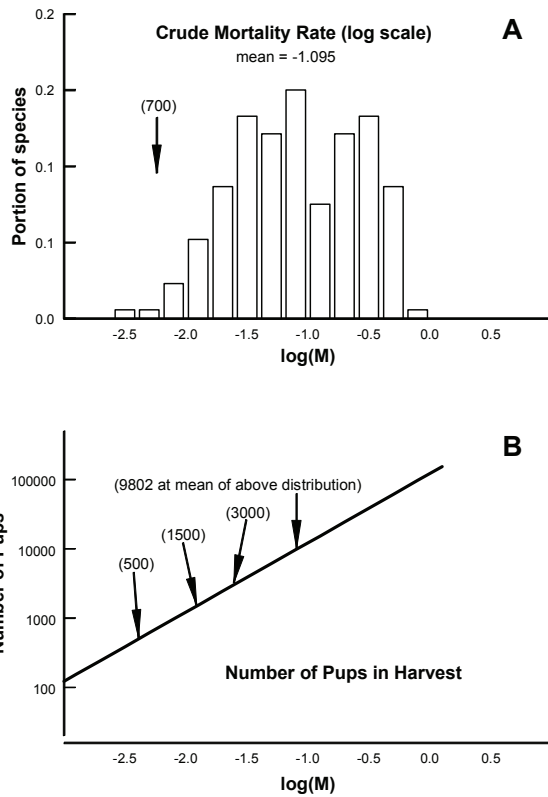 Crude Mortality Rate (log scale)
A
mean = -1.095
0.2
(700)
0.2
Portion of species
0.1
0.1
0.0
-2.5 -2.0 -1.5 -1.0 -0.5 0.0 0.5
log(M)
B
100000
(9802 at mean of above distribution)
(3000)
10000
(1500)
(500)
Number of Pups
1000
Number of Pups in Harvest
100
-2.5 -2.0 -1.5 -1.0 -0.5 0.0 0.5
log(M)